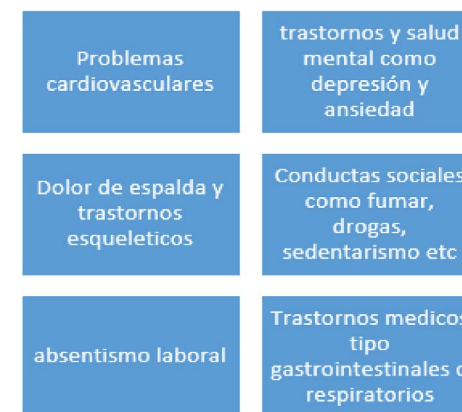 Problemas
cardiovasculares
trastornos y salud
mental como
depresión y
ansiedad
Dolor de espalda y
trastornos
esqueleticos
Conductas sociales
como fumar,
drogas,
sedentarismo etc
absentismo laboral
Trastornos medicos
tipo
gastrointestinales o
respiratorios